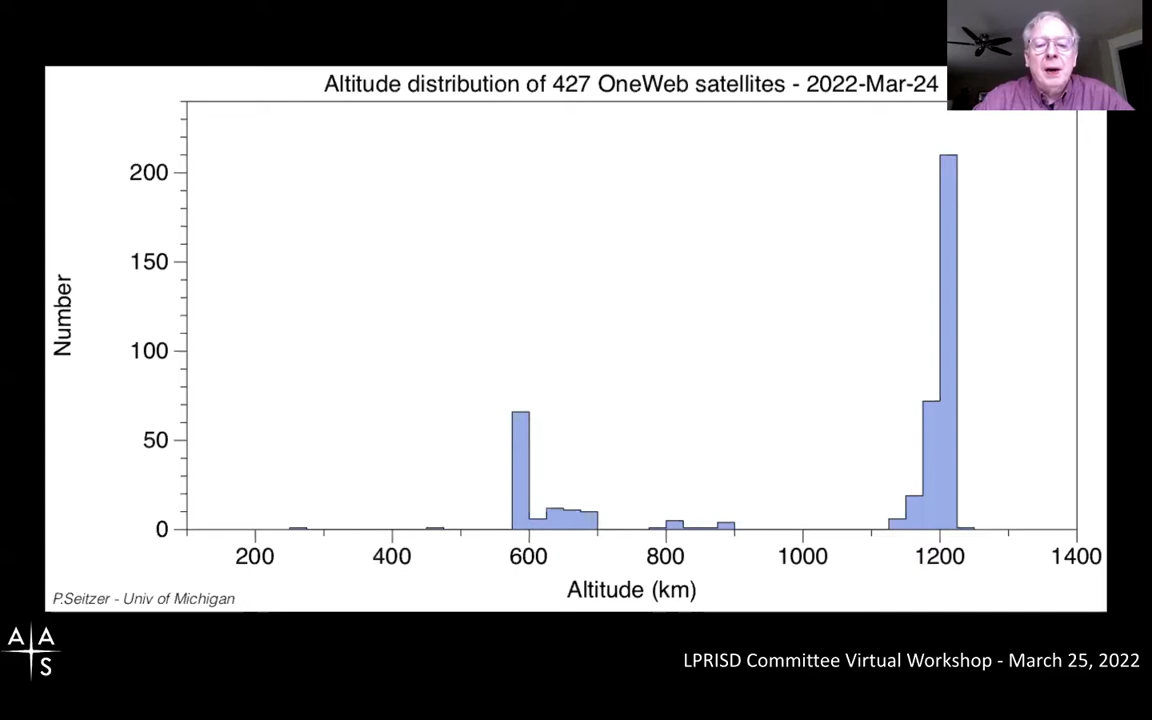 Altitude distribution of 427 OneWeb satellites - 2022-Mar-24
200
150
100
50
0
Number
200 400 600 800 1000 1200 1400
Altitude (km)
P.Seitzer - Univ of Michigan
A A
S
LPRISD Committee Virtual Workshop - March 25, 2022